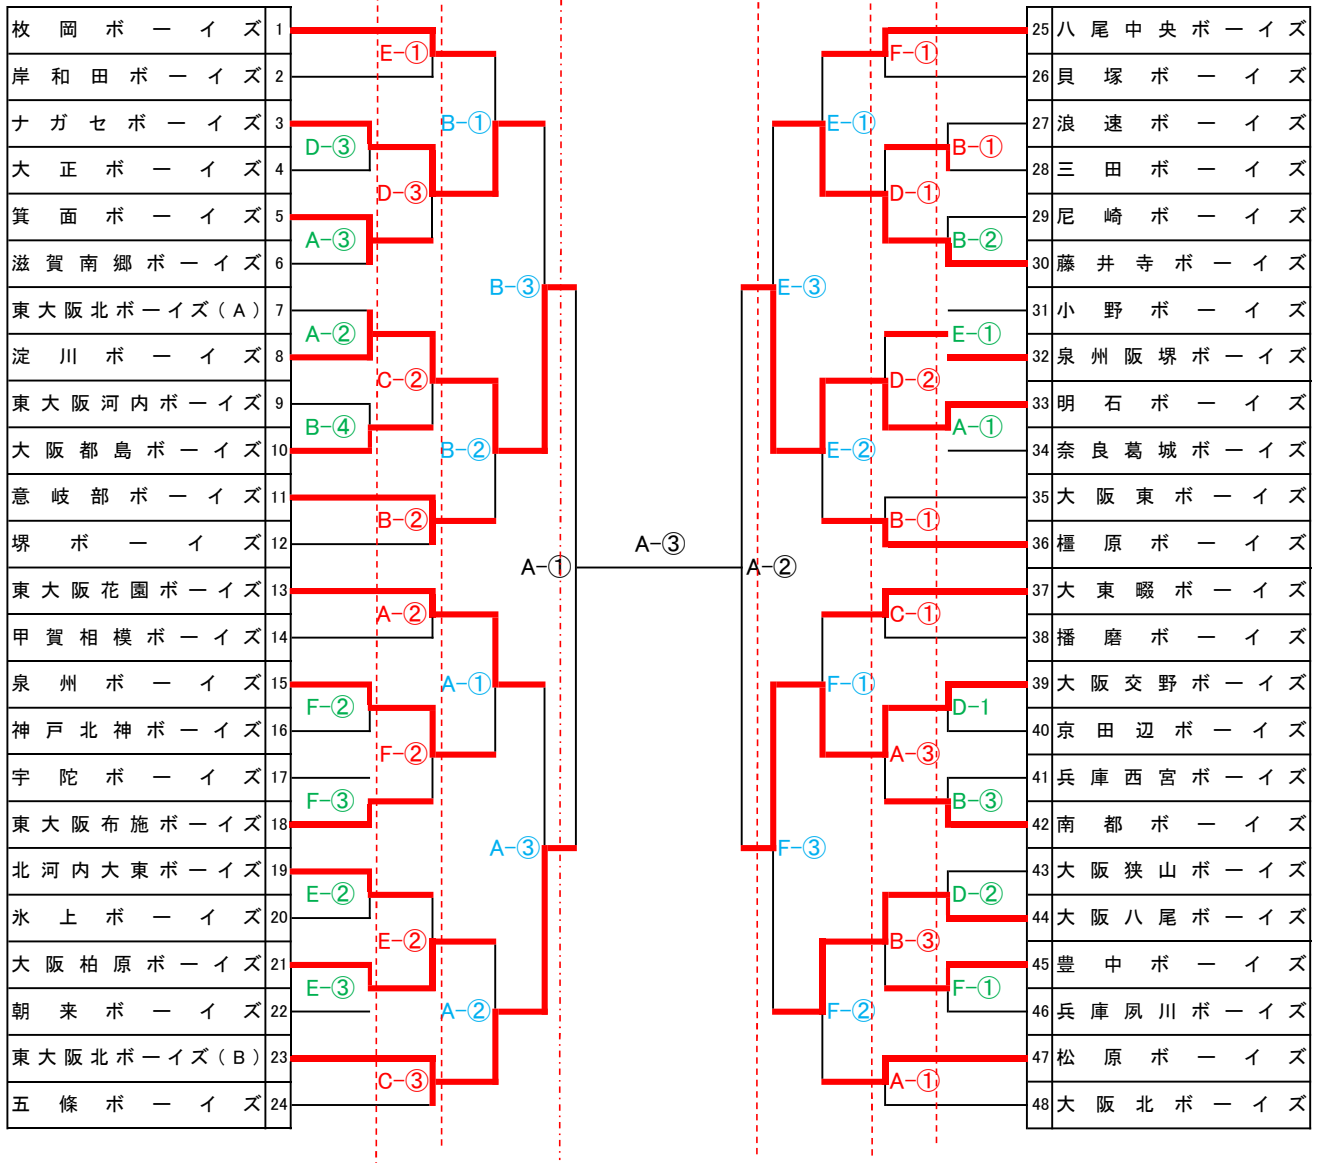 枚岡ボーイズ 1
岸和田ボーイズ 2
ナガセボーイズ 3
大正ボーイズ 4
箕面ボーイズ 5
滋賀南郷ボーイズ 6
東大阪北ボーイズ(A) 7
淀川ボーイズ 8
東大阪河内ボーイズ 9
大阪都島ボーイズ 10
意岐部ボーイズ 11
堺ボーイズ 12
東大阪花園ボーイズ 13
甲賀相模ボーイズ 14
泉州ボーイズ 15
神戸北神ボーイズ 16
宇陀ボーイズ 17
東大阪布施ボーイズ 18
北河内大東ボーイズ 19
氷上ボーイズ 20
大阪柏原ボーイズ 21
朝来ボーイズ 22
東大阪北ボーイズ(B) 23
五條ボーイズ 24
D-③
A-③
A-②
B-④
F-②
F-③
E-②
E-③
E-①
D-③
C-②
B-②
A-②
F-②
E-②
C-③
B-①
B-②
A-①
A-②
B-③
A-③
A-①
A-③
A-②
E-③
F-③
E-①
E-②
F-①
F-②
F-①
D-①
D-②
B-①
C-①
A-③
B-③
A-①
B-①
B-②
E-①
A-①
D-1
B-③
D-②
F-①
25 八尾中央ボーイズ
26 貝塚ボーイズ
27 浪速ボーイズ
28 三田ボーイズ
29 尼崎ボーイズ
30 藤井寺ボーイズ
31 小野ボーイズ
32 泉州阪堺ボーイズ
33 明石ボーイズ
34 奈良葛城ボーイズ
35 大阪東ボーイズ
36 橿原ボーイズ
37 大東畷ボーイズ
38 播磨ボーイズ
39 大阪交野ボーイズ
40 京田辺ボーイズ
41 兵庫西宮ボーイズ
42 南都ボーイズ
43 大阪狭山ボーイズ
44 大阪八尾ボーイズ
45 豊中ボーイズ
46 兵庫夙川ボーイズ
47 松原ボーイズ
48 大阪北ボーイズ